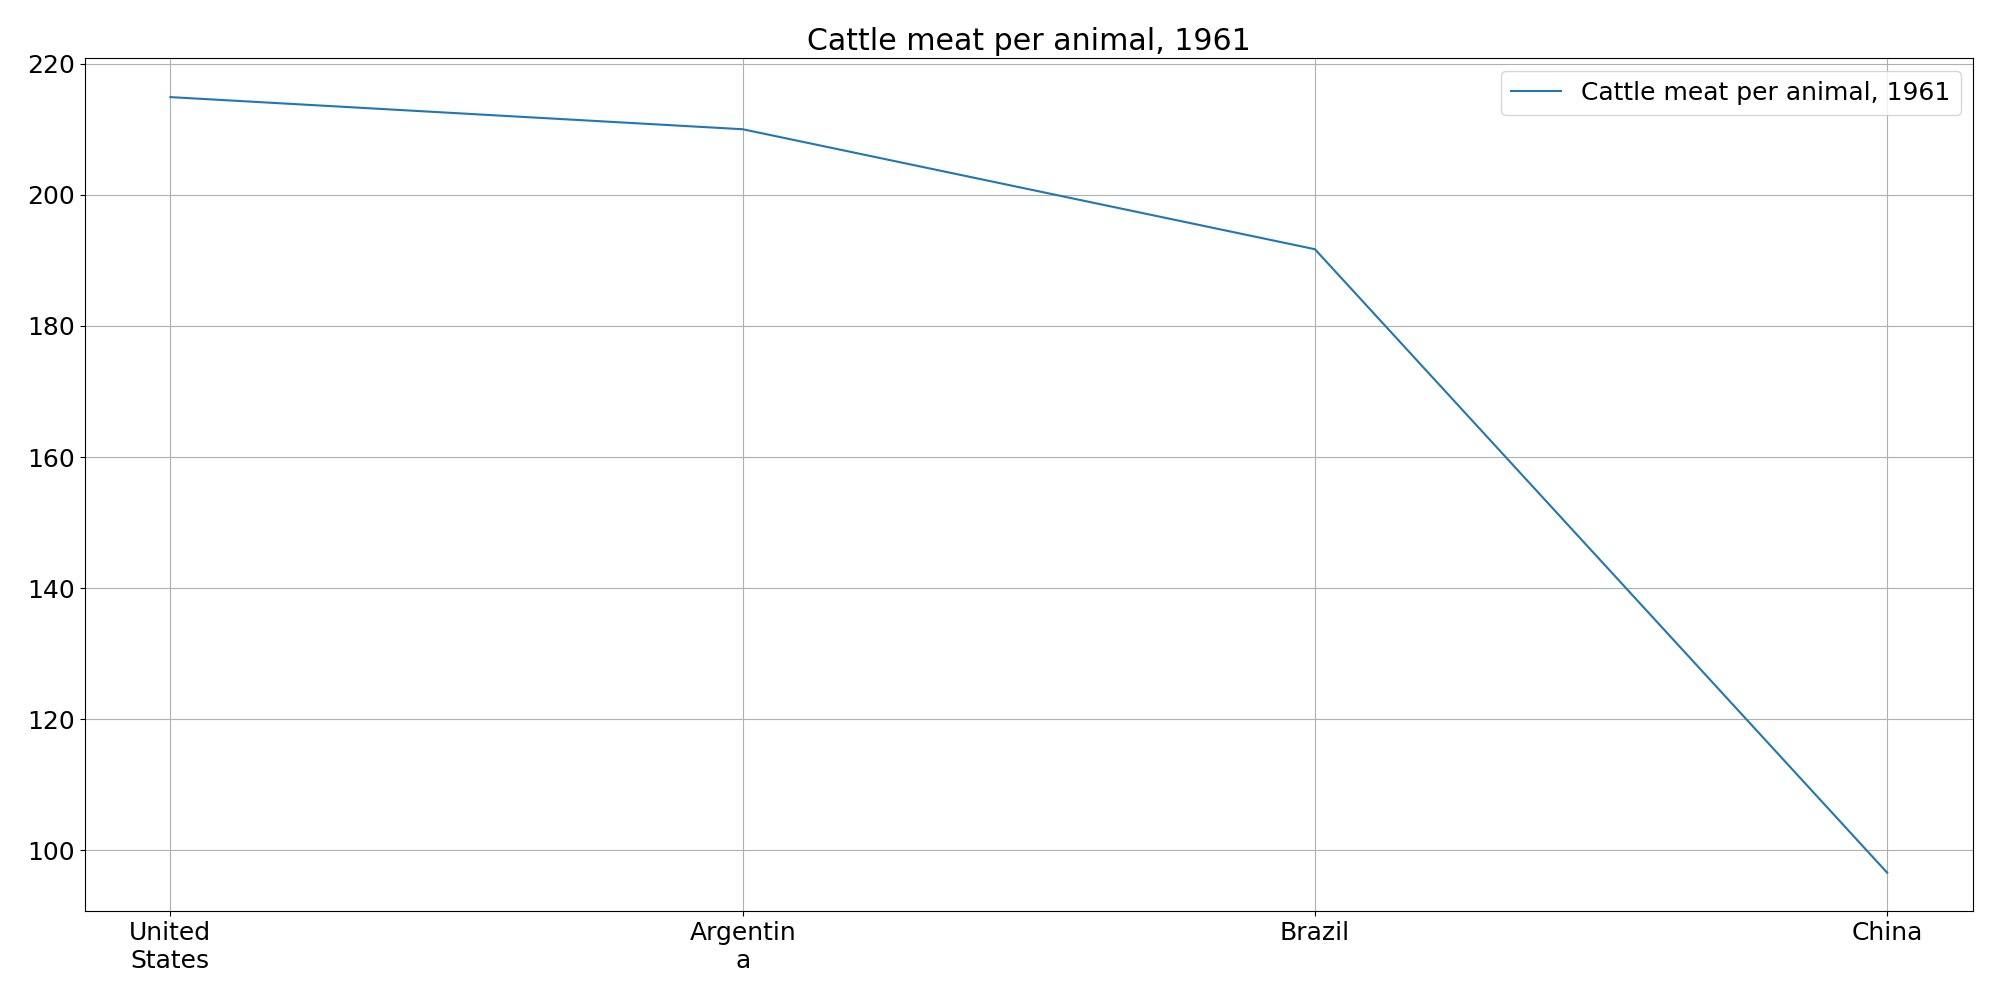 Cattle meat per animal, 1961
220
Cattle meat per animal, 1961
200
180
160
140
120
100
United
States
Argentin
a
Brazil
China